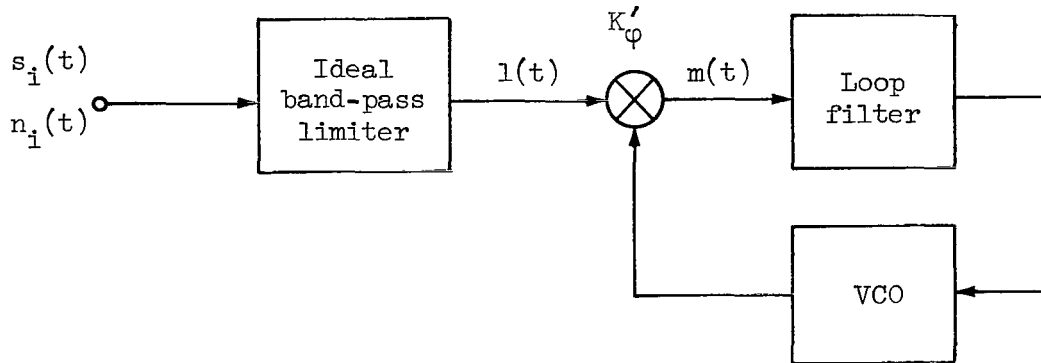 s_i(t)
n_i(t)
Ideal
band-pass
limiter
l(t)
K'_φ
m(t)
Loop
filter
VCO